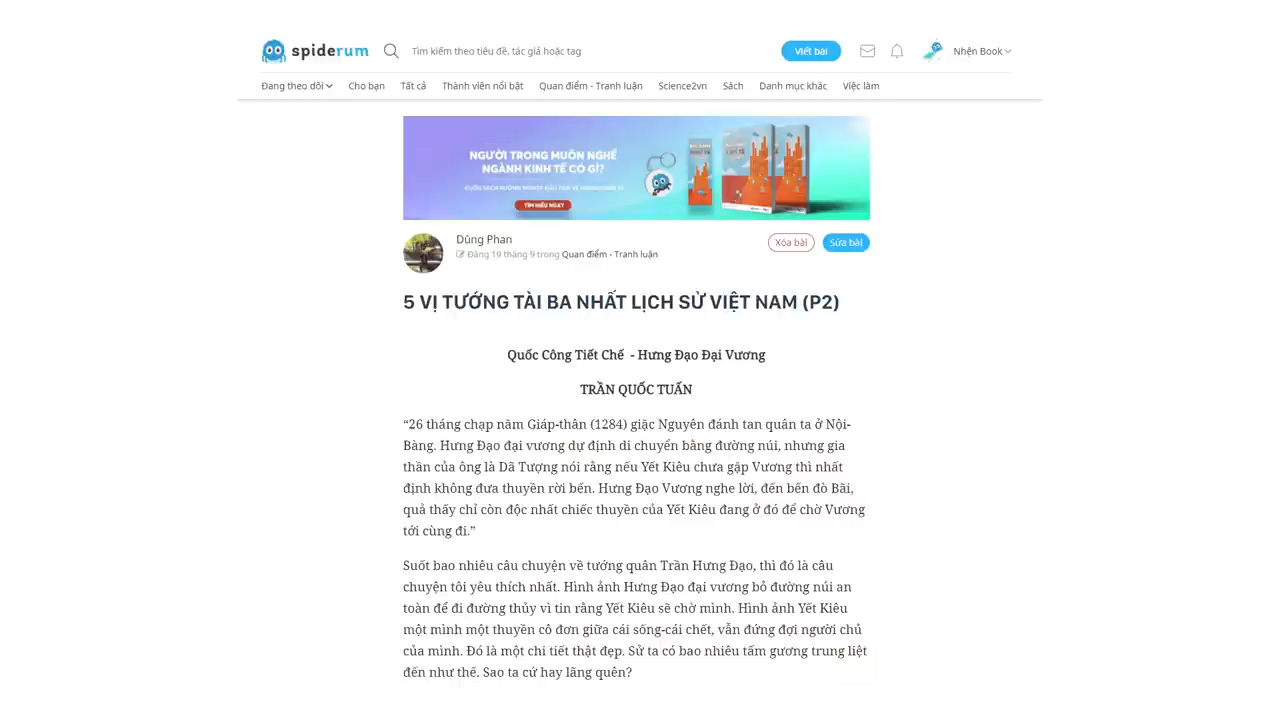 spiderum
Tìm kiếm theo tiêu đề, tác giả hoặc tag
Viết bài
Nhện Book
Đang theo dõi
Cho bạn
Tất cả
Thành viên nổi bật
Quan điểm - Tranh luận
Science2vn
Sách
Danh mục khác
Việc làm
NGƯỜI TRONG MUÔN NGHỀ
NGÀNH KINH TẾ CÓ GÌ?
TÌM HIỂU NGAY
Dũng Phan
Đăng 19 tháng 9 trong Quan điểm - Tranh luận
Xóa bài
Sửa bài
5 VỊ TƯỚNG TÀI BA NHẤT LỊCH SỬ VIỆT NAM (P2)
Quốc Công Tiết Chế - Hưng Đạo Đại Vương
TRẦN QUỐC TUẤN
“26 tháng chạp năm Giáp-thân (1284) giặc Nguyên đánh tan quân ta ở Nội-
Bàng. Hưng Đạo đại vương dự định di chuyển bằng đường núi, nhưng gia
thần của ông là Dã Tượng nói rằng nếu Yết Kiêu chưa gặp Vương thì nhất
định không đưa thuyền rời bến. Hưng Đạo Vương nghe lời, đến bến đò Bãi,
quả thấy chỉ còn độc nhất chiếc thuyền của Yết Kiêu đang ở đó để chờ Vương
tới cùng đi.”
Suốt bao nhiêu câu chuyện về tướng quân Trần Hưng Đạo, thì đó là câu
chuyện tôi yêu thích nhất. Hình ảnh Hưng Đạo đại vương bỏ đường núi an
toàn để đi đường thủy vì tin rằng Yết Kiêu sẽ chờ mình. Hình ảnh Yết Kiêu
một mình một thuyền cô đơn giữa cái sống-cái chết, vẫn đứng đợi người chủ
của mình. Đó là một chi tiết thật đẹp. Sử ta có bao nhiêu tấm gương trung liệt
đến như thế. Sao ta cứ hay lãng quên?